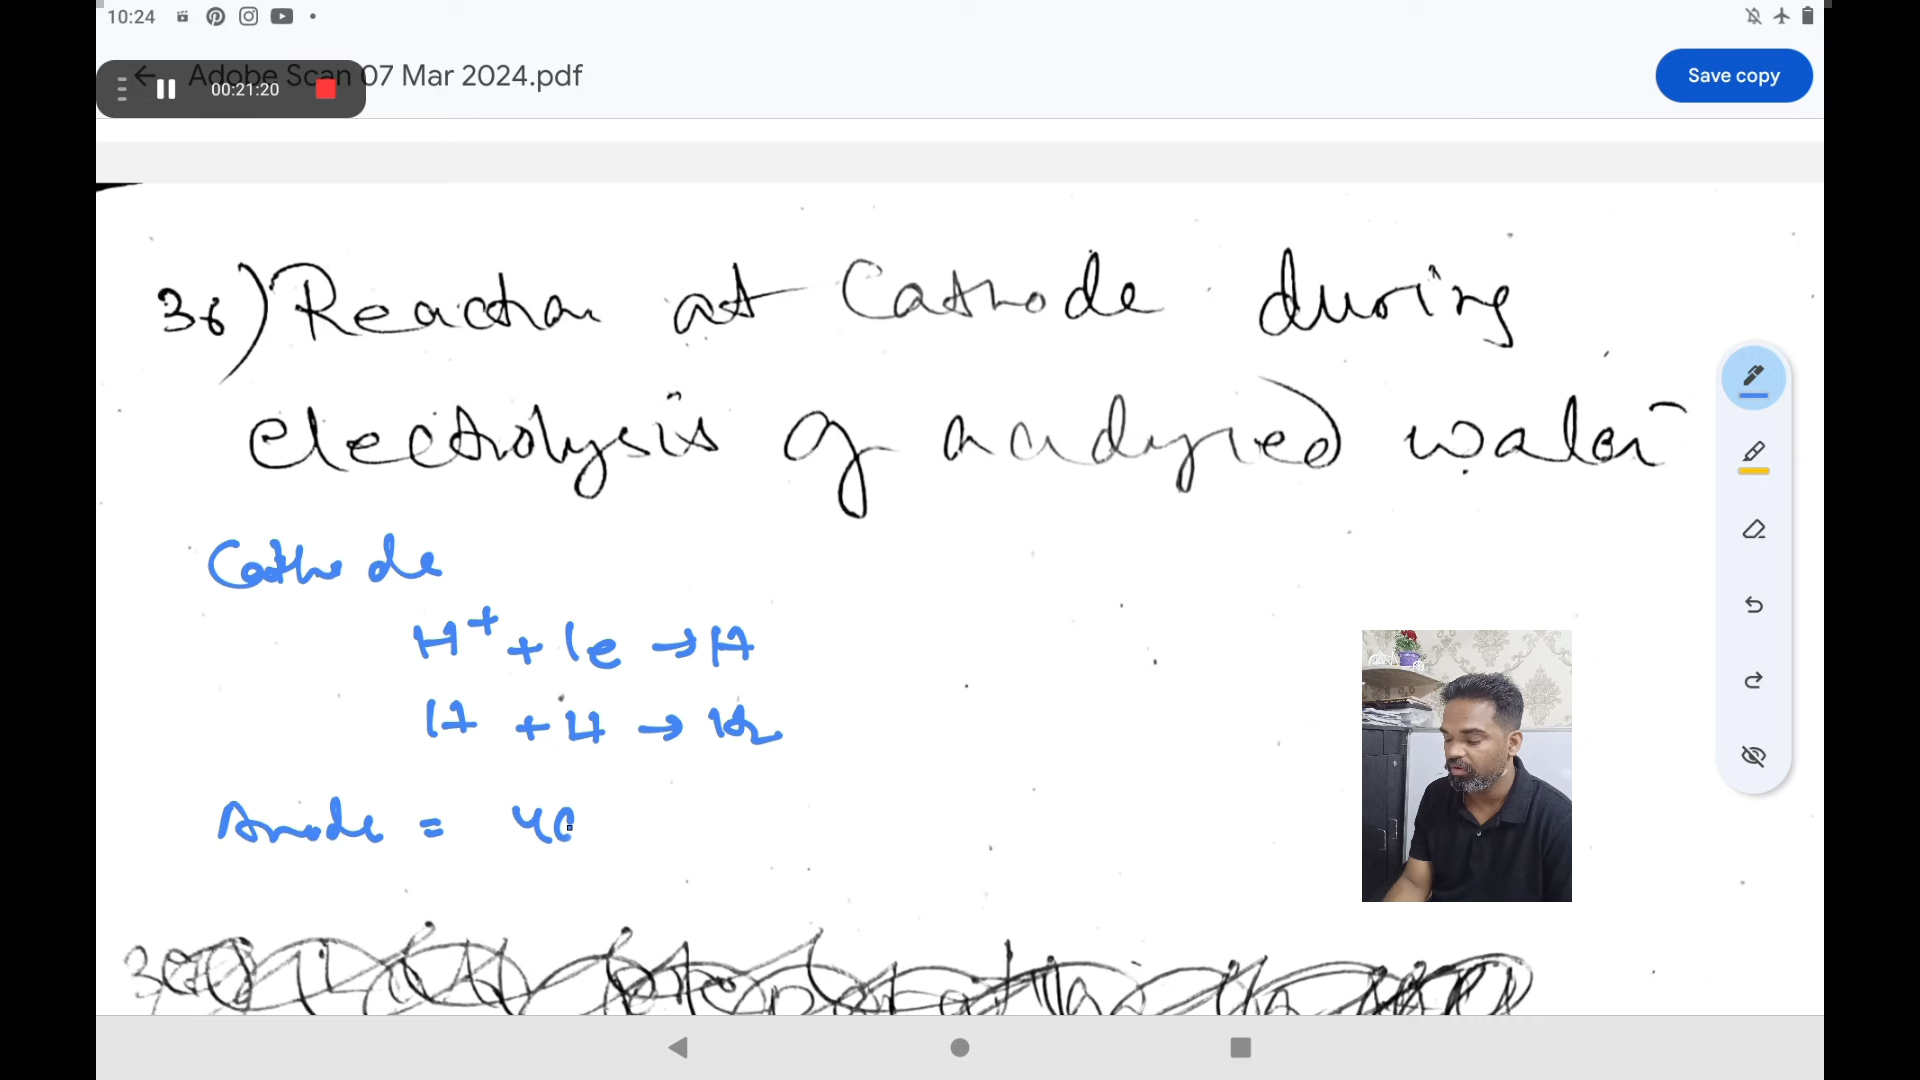 10:24
Adobe Scan 07 Mar 2024.pdf
00:21:20
Save copy
36) Reaction at Cathode during
electrolysis of acidified water
Cathode
H⁺ + 1e → H
H + H → H₂
Anode = 40